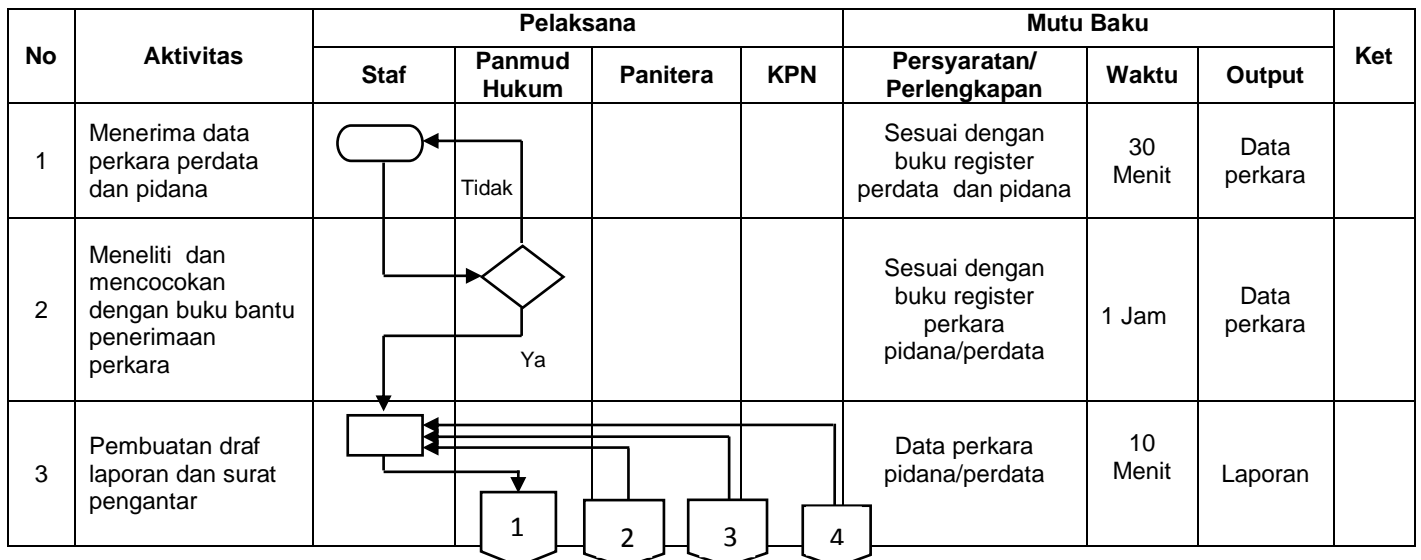 No
Aktivitas
Pelaksana
Mutu Baku
Ket
Staf
Panmud
Hukum
Panitera
KPN
Persyaratan/
Perlengkapan
Waktu
Output
1
Menerima data
perkara perdata
dan pidana
Tidak
Sesuai dengan
buku register
perdata dan pidana
30
Menit
Data
perkara
2
Meneliti dan
mencocokan
dengan buku bantu
penerimaan
perkara
Ya
Sesuai dengan
buku register
perkara
pidana/perdata
1 Jam
Data
perkara
3
Pembuatan draf
laporan dan surat
pengantar
1
2
3
4
Data perkara
pidana/perdata
10
Menit
Laporan